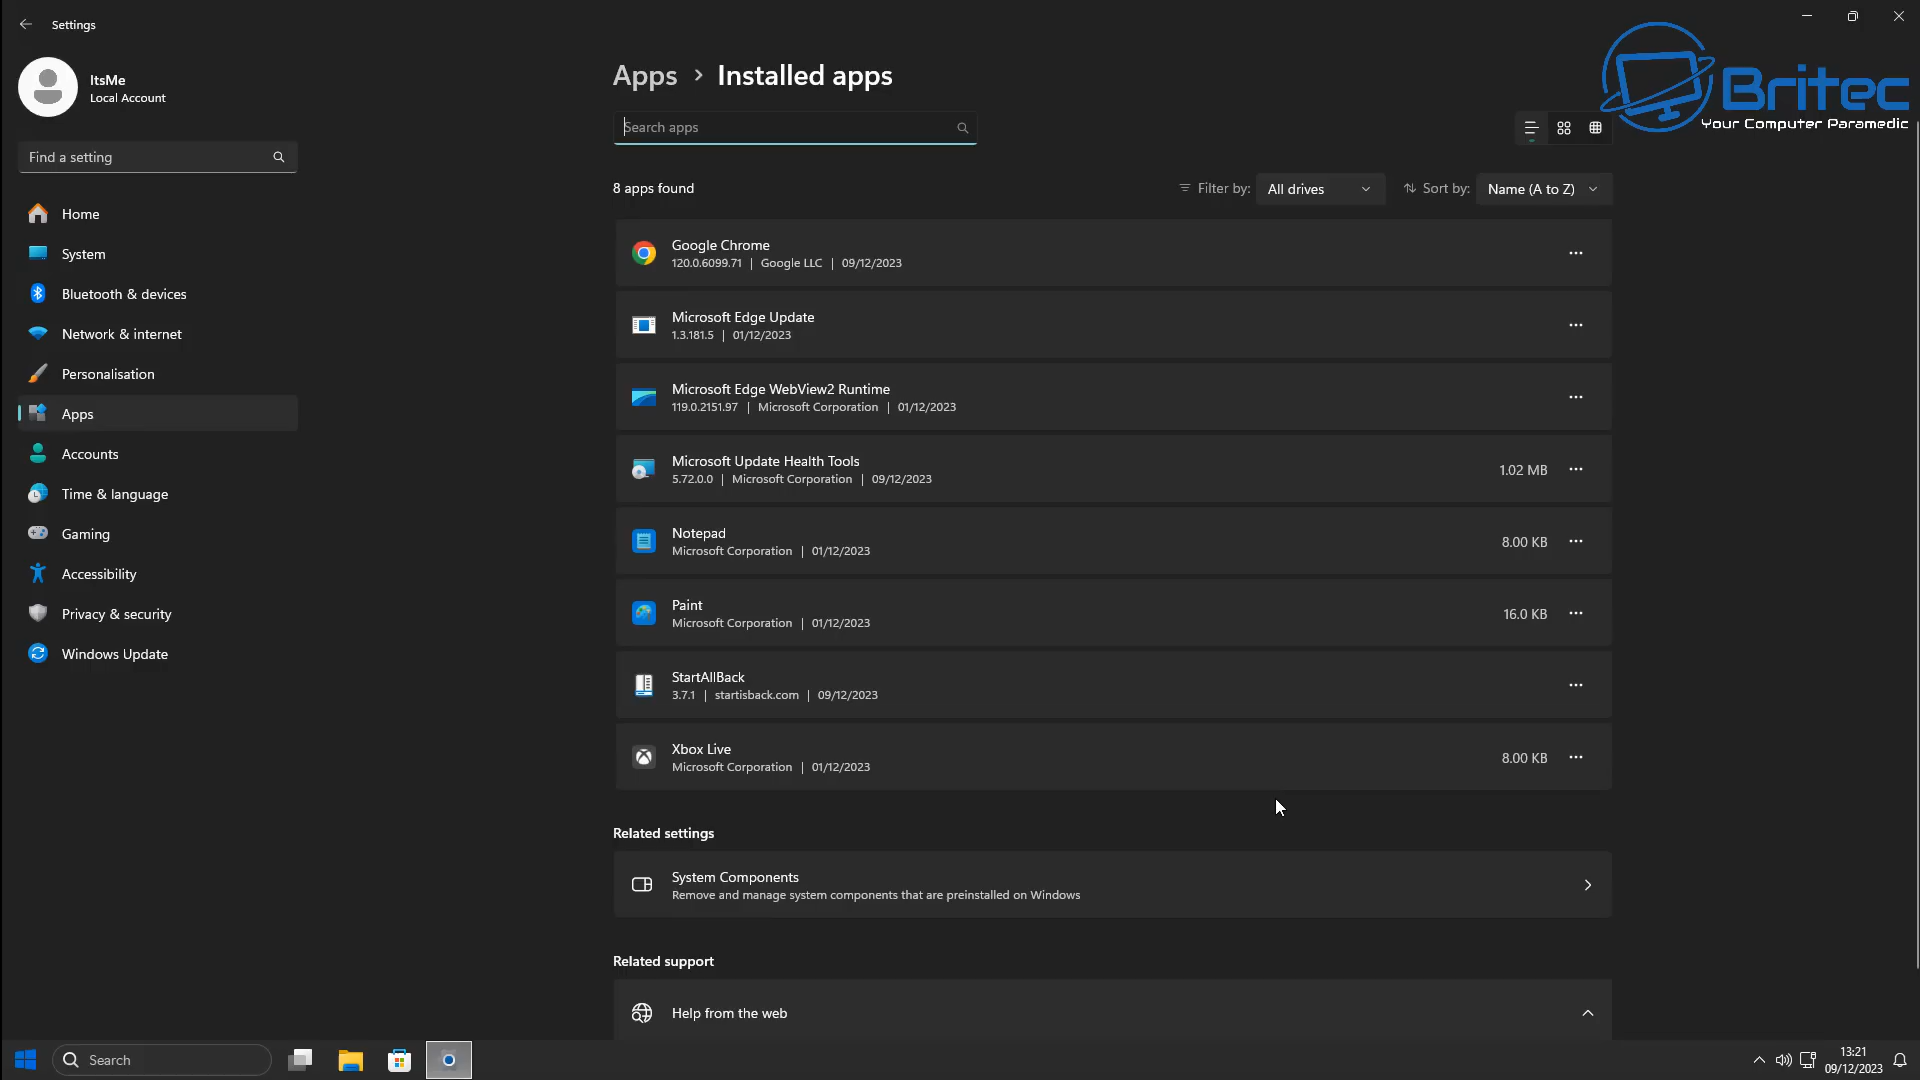 Settings
ItsMe
Local Account
Find a setting
Home
System
Bluetooth & devices
Network & internet
Personalisation
Apps
Accounts
Time & language
Gaming
Accessibility
Privacy & security
Windows Update
Apps > Installed apps
Search apps
Britec
Your Computer Paramedic
8 apps found
Filter by: All drives
Sort by: Name (A to Z)
Google Chrome
120.0.6099.71 | Google LLC | 09/12/2023
Microsoft Edge Update
1.3.181.5 | 01/12/2023
Microsoft Edge WebView2 Runtime
119.0.2151.97 | Microsoft Corporation | 01/12/2023
Microsoft Update Health Tools
5.72.0.0 | Microsoft Corporation | 09/12/2023
1.02 MB
Notepad
Microsoft Corporation | 01/12/2023
8.00 KB
Paint
Microsoft Corporation | 01/12/2023
16.0 KB
StartAllBack
3.7.1 | startisback.com | 09/12/2023
Xbox Live
Microsoft Corporation | 01/12/2023
8.00 KB
Related settings
System Components
Remove and manage system components that are preinstalled on Windows
Related support
Help from the web
Search
13:21
09/12/2023